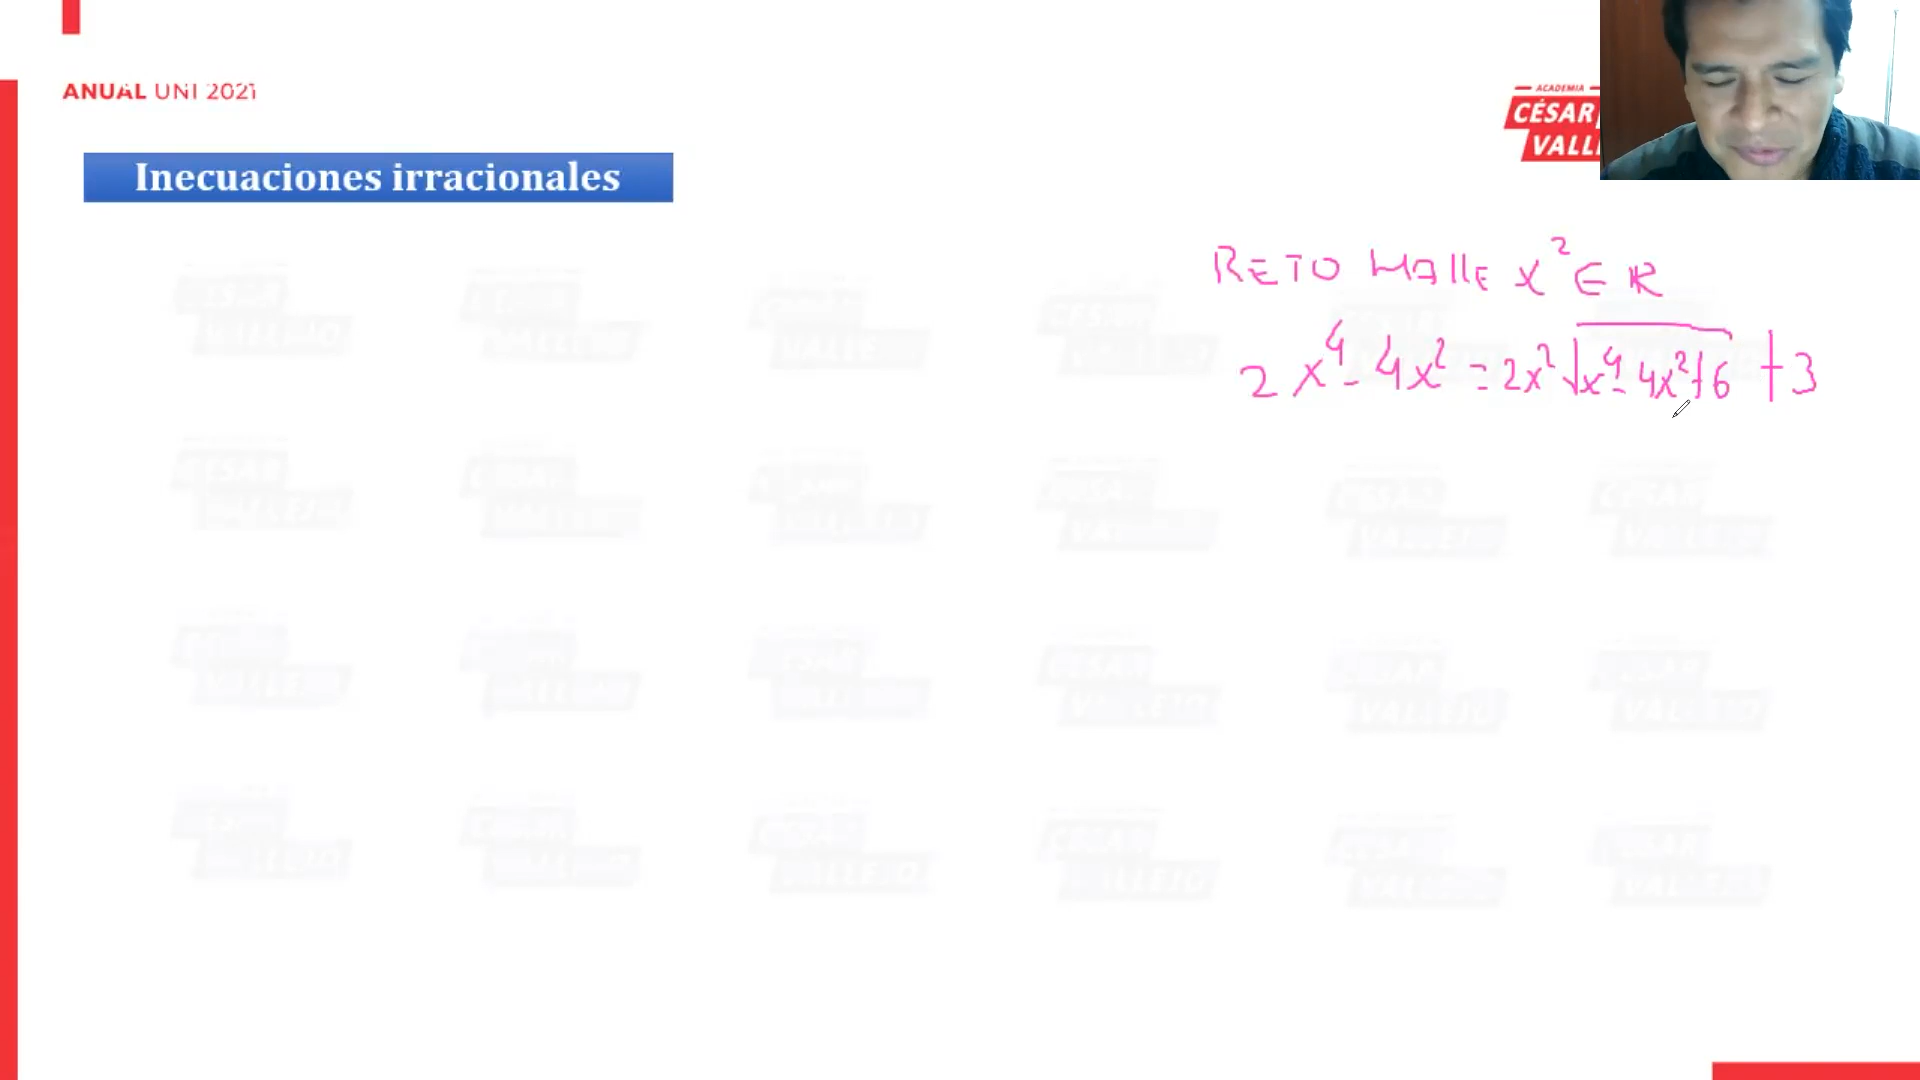 ANUAL UNI 2021
ACADEMIA
CÉSAR
VALL
Inecuaciones irracionales
RETO HAllE x² ∈ R
2x⁴ - 4x² = 2x²√(x⁴ - 4x² + 6) + 3